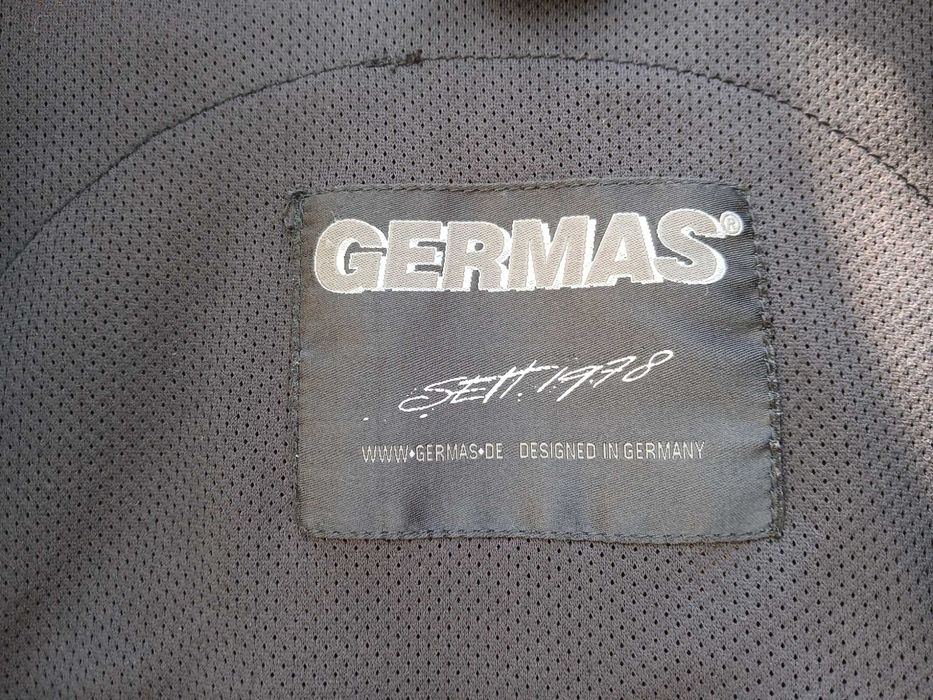 GERMAS®
SEIT 1978
WWW♦GERMAS♦DE DESIGNED IN GERMANY